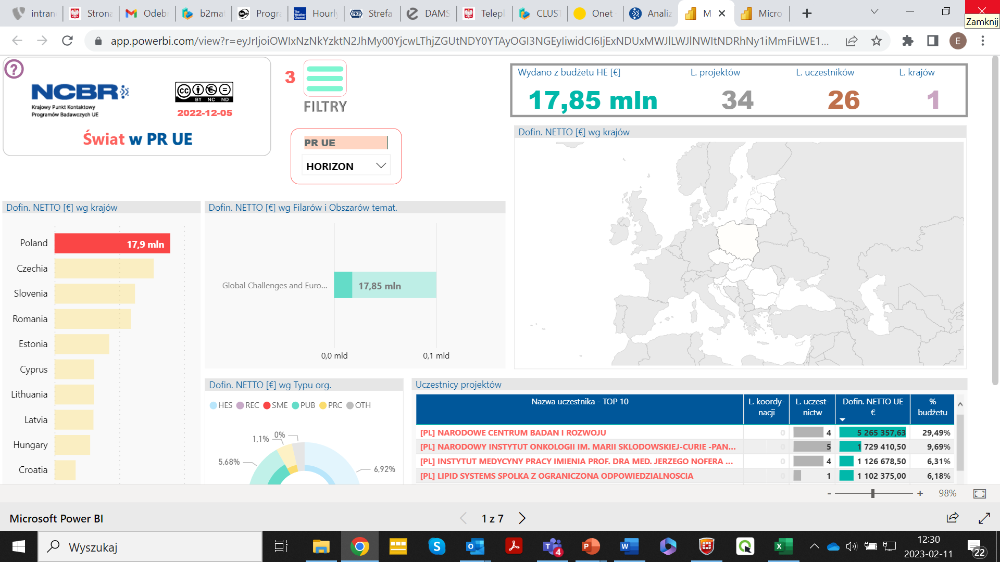 intran
Strona
Odebr
b2mat
Progra
Hourly
Strefa
DAMS
Telepl
CLUST
Onet
Analiz
M
Micro
Zamknij
app.powerbi.com/view?r=eyJrIjoiOWIxNzNkYzktN2JhMy00YjcwLThjZGUtNDY0YTAyOGI3NGEyIiwidCI6IjExNDUxMWJlLWJlNWItNDRhNy1iMmFiLWE1...
E
?
NCBR
Krajowy Punkt Kontaktowy
Programów Badawczych UE
cc
BY NC ND
2022-12-05
Świat w PR UE
3
FILTRY
PR UE
HORIZON
Wydano z budżetu HE [€] L. projektów L. uczestników L. krajów
17,85 mln 34 26 1
Dofin. NETTO [€] wg krajów
Dofin. NETTO [€] wg krajów
Poland 17,9 mln
Czechia
Slovenia
Romania
Estonia
Cyprus
Lithuania
Latvia
Hungary
Croatia
Dofin. NETTO [€] wg Filarów i Obszarów temat.
Global Challenges and Euro... 17,85 mln
0,0 mld 0,1 mld
Dofin. NETTO [€] wg Typu org.
HES REC SME PUB PRC OTH
0%
1,1%
5,68%
6,92%
Uczestnicy projektów
Nazwa uczestnika - TOP 10 L. koordy-nacji L. uczest-nictw Dofin. NETTO UE € % budżetu
[PL] NARODOWE CENTRUM BADAN I ROZWOJU 0 4 5 265 357,63 29,49%
[PL] NARODOWY INSTYTUT ONKOLOGII IM. MARII SKLODOWSKIEJ-CURIE -PAN... 0 5 1 729 410,50 9,69%
[PL] INSTYTUT MEDYCYNY PRACY IMIENIA PROF. DRA MED. JERZEGO NOFERA ... 0 4 1 126 678,50 6,31%
[PL] LIPID SYSTEMS SPOLKA Z OGRANICZONA ODPOWIEDZIALNOSCIA 0 1 1 102 375,00 6,18%
- + 98%
Microsoft Power BI
1 z 7
Wyszukaj
4
12:30
2023-02-11
22